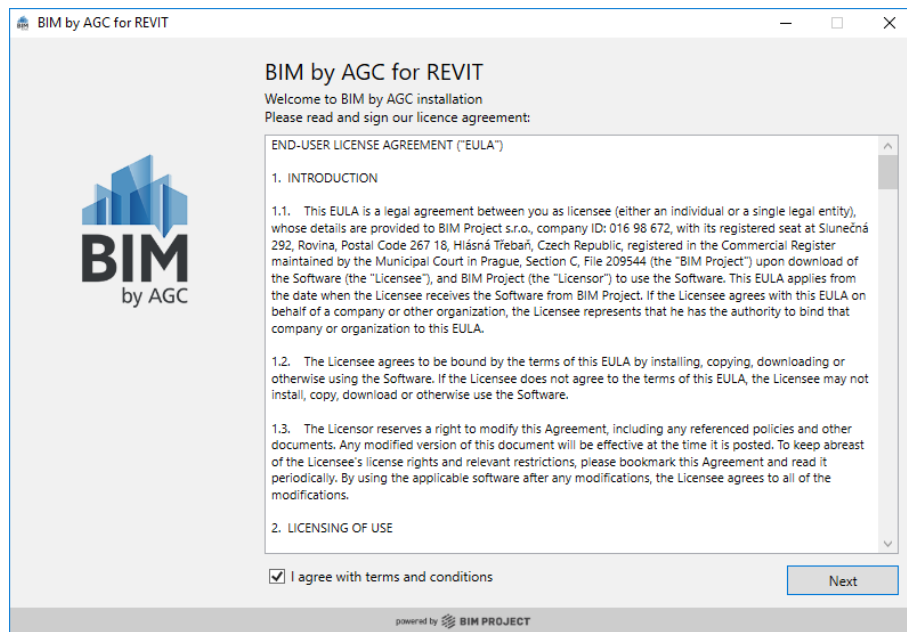 BIM by AGC for REVIT
BIM by AGC for REVIT
Welcome to BIM by AGC installation
Please read and sign our licence agreement:
END-USER LICENSE AGREEMENT ("EULA")
1. INTRODUCTION
1.1. This EULA is a legal agreement between you as licensee (either an individual or a single legal entity),
whose details are provided to BIM Project s.r.o., company ID: 016 98 672, with its registered seat at Slunečná
292, Rovina, Postal Code 267 18, Hlásná Třebaň, Czech Republic, registered in the Commercial Register
maintained by the Municipal Court in Prague, Section C, File 209544 (the "BIM Project") upon download of
the Software (the "Licensee"), and BIM Project (the "Licensor") to use the Software. This EULA applies from
the date when the Licensee receives the Software from BIM Project. If the Licensee agrees with this EULA on
behalf of a company or other organization, the Licensee represents that he has the authority to bind that
company or organization to this EULA.
1.2. The Licensee agrees to be bound by the terms of this EULA by installing, copying, downloading or
otherwise using the Software. If the Licensee does not agree to the terms of this EULA, the Licensee may not
install, copy, download or otherwise use the Software.
1.3. The Licensor reserves a right to modify this Agreement, including any referenced policies and other
documents. Any modified version of this document will be effective at the time it is posted. To keep abreast
of the Licensee's license rights and relevant restrictions, please bookmark this Agreement and read it
periodically. By using the applicable software after any modifications, the Licensee agrees to all of the
modifications.
2. LICENSING OF USE
BIM
by AGC
I agree with terms and conditions
Next
powered by BIM PROJECT